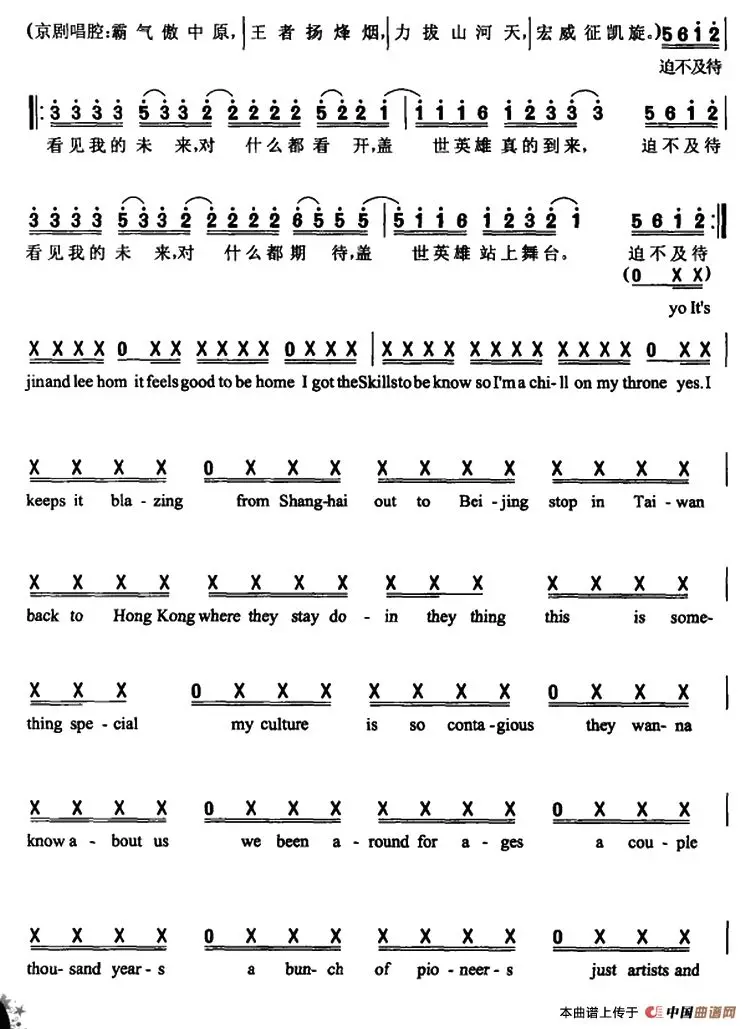 (京剧唱腔:霸气傲中原,|王者扬烽烟,|力拔山河天,|宏威征凯旋。) 5 6 1 2 |
迫不及待
‖: 3 3 3 3 5 3 3 2 2 2 2 2 5 2 2 1 | 1 1 1 6 1 2 3 3 3 5 6 1 2 |
看见我的未来,对什么都看开,盖世英雄真的到来,迫不及待
3 3 3 3 5 3 3 2 2 2 2 2 6 5 5 5 | 5 1 1 6 1 2 3 2 1 5 6 1 2 :‖
看见我的未来,对什么都期待,盖世英雄站上舞台。迫不及待
(0 X X)
yo It's
X X X X 0 X X X X X X 0 X X X | X X X X X X X X X X X X 0 X X |
jinand lee hom it feels good to be home I got theSkillsto be know so I'm a chi-ll on my throne yes.I
X X X X 0 X X X X X X X X X X X |
keeps it bla - zing from Shang-hai out to Bei - jing stop in Tai - wan
X X X X X X X X X X X X X X X |
back to Hong Kong where they stay do - in they thing this is some-
X X X 0 X X X X X X X 0 X X X |
thing spe - cial my culture is so conta - gious they wan - na
X X X X 0 X X X X X X X 0 X X X |
know a - bout us we been a - round for a - ges a cou - ple
X X X X 0 X X X X X X X 0 X X X |
thou- sand year - s a bun- ch of pio - neer - s just artists and
本曲谱上传于 中国曲谱网